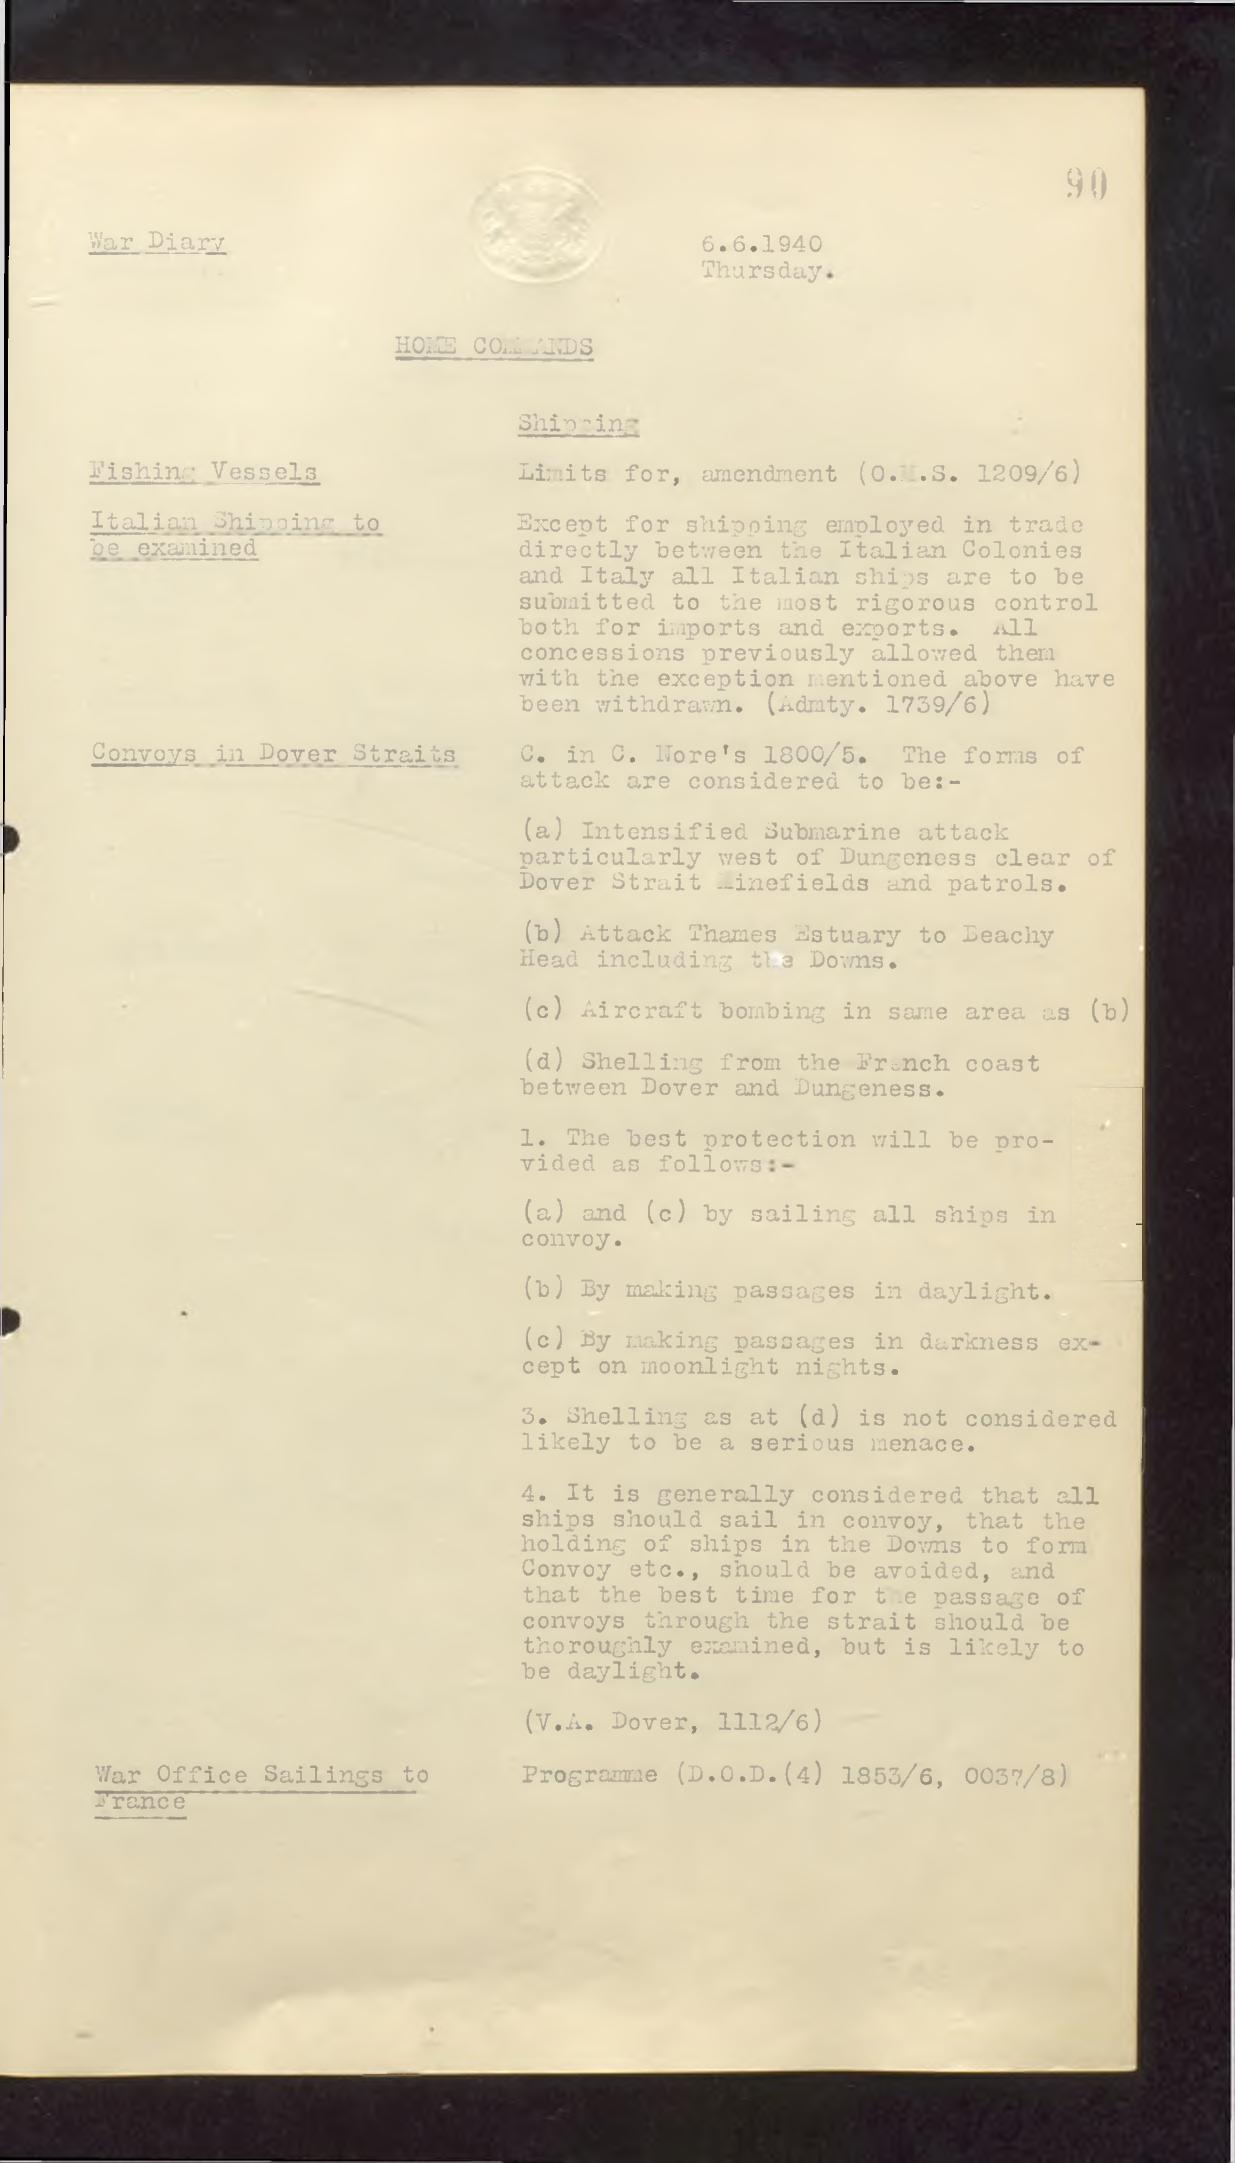 90
War Diary
6.6.1940
Thursday.
HOME COMMANDS
Shipping
Fishing Vessels
Limits for, amendment (O. .S. 1209/6)
Italian Shipping to
be examined
Except for shipping employed in trade
directly between the Italian Colonies
and Italy all Italian ships are to be
submitted to the most rigorous control
both for imports and exports. All
concessions previously allowed them
with the exception mentioned above have
been withdrawn. (Admty. 1739/6)
Convoys in Dover Straits
C. in C. Nore's 1800/5. The forms of
attack are considered to be:-
(a) Intensified Submarine attack
particularly west of Dungeness clear of
Dover Strait Minefields and patrols.
(b) Attack Thames Estuary to Beachy
Head including the Downs.
(c) Aircraft bombing in same area as (b)
(d) Shelling from the French coast
between Dover and Dungeness.
1. The best protection will be pro-
vided as follows:-
(a) and (c) by sailing all ships in
convoy.
(b) By making passages in daylight.
(c) By making passages in darkness ex-
cept on moonlight nights.
3. Shelling as at (d) is not considered
likely to be a serious menace.
4. It is generally considered that all
ships should sail in convoy, that the
holding of ships in the Downs to form
Convoy etc., should be avoided, and
that the best time for the passage of
convoys through the strait should be
thoroughly examined, but is likely to
be daylight.
(V.A. Dover, 1112/6)
War Office Sailings to
France
Programme (D.O.D.(4) 1853/6, 0037/8)